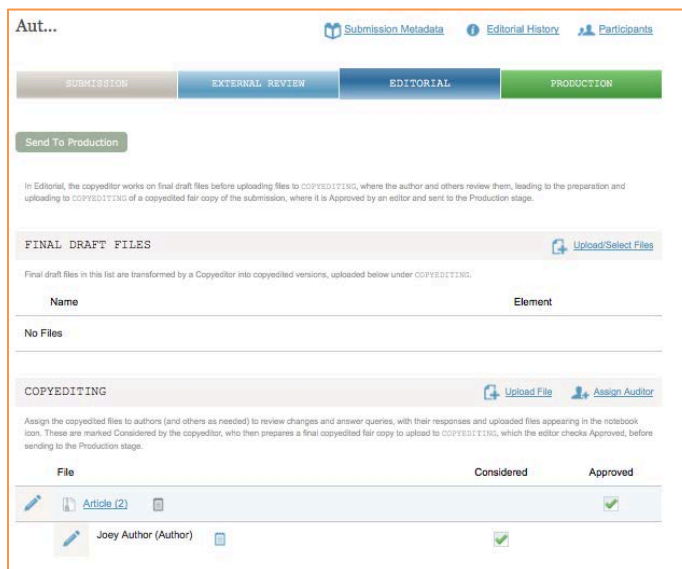 Aut...
Submission Metadata
Editorial History
Participants
SUBMISSION
EXTERNAL REVIEW
EDITORIAL
PRODUCTION
Send To Production
In Editorial, the copyeditor works on final draft files before uploading files to COPYEDITING, where the author and others review them, leading to the preparation and
uploading to COPYEDITING of a copyedited fair copy of the submission, where it is Approved by an editor and sent to the Production stage.
FINAL DRAFT FILES
Upload/Select Files
Final draft files in this list are transformed by a Copyeditor into copyedited versions, uploaded below under COPYEDITING.
Name
Element
No Files
COPYEDITING
Upload File
Assign Auditor
Assign the copyedited files to authors (and others as needed) to review changes and answer queries, with their responses and uploaded files appearing in the notebook
icon. These are marked Considered by the copyeditor, who then prepares a final copyedited fair copy to upload to COPYEDITING, which the editor checks Approved, before
sending to the Production stage.
File
Considered
Approved
Article (2)
Joey Author (Author)